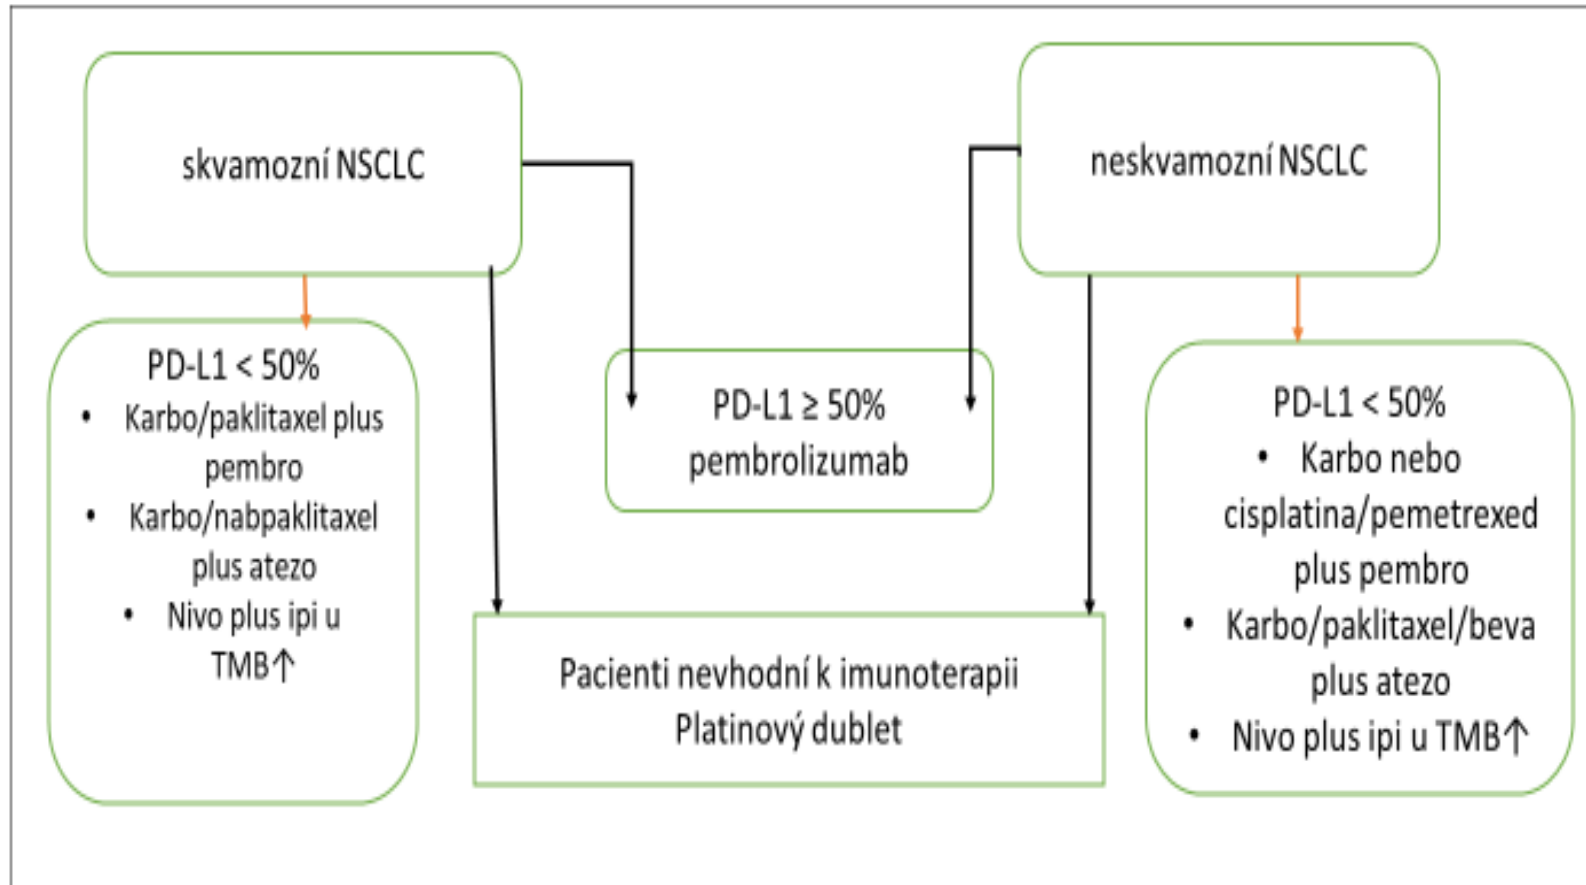 skvamozní NSCLC
neskvamozní NSCLC
PD-L1 < 50%
• Karbo/paklitaxel plus
pembro
• Karbo/nabpaklitaxel
plus atezo
• Nivo plus ipi u
TMB↑
PD-L1 ≥ 50%
pembrolizumab
PD-L1 < 50%
• Karbo nebo
cisplatina/pemetrexed
plus pembro
• Karbo/paklitaxel/beva
plus atezo
• Nivo plus ipi u TMB↑
Pacienti nevhodní k imunoterapii
Platinový dublet